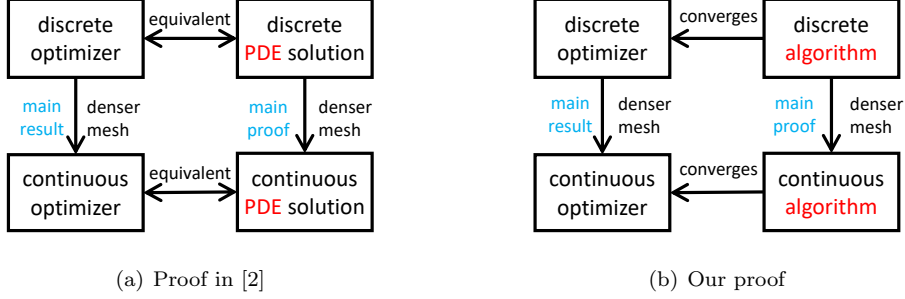 discrete
optimizer
equivalent
discrete
PDE solution
main
result
denser
mesh
main
proof
denser
mesh
continuous
optimizer
equivalent
continuous
PDE solution
(a) Proof in [2]
discrete
optimizer
converges
discrete
algorithm
main
result
denser
mesh
main
proof
denser
mesh
continuous
optimizer
converges
continuous
algorithm
(b) Our proof